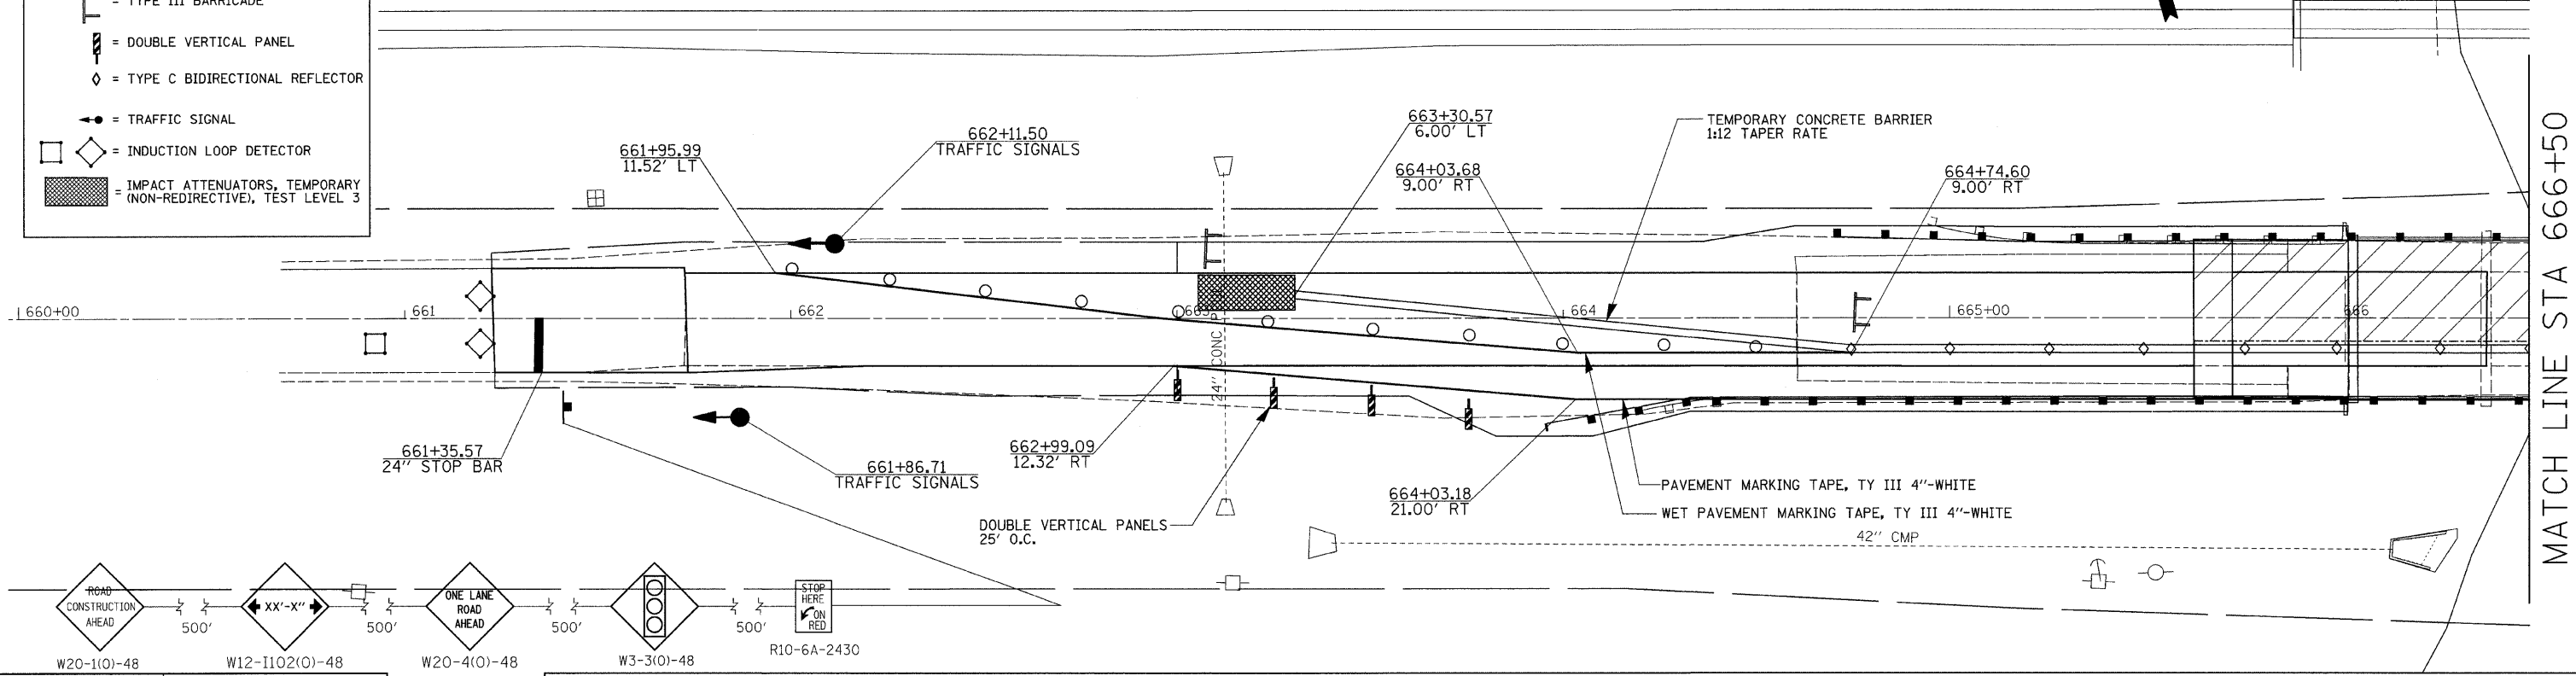 = TYPE III BARRICADE
= DOUBLE VERTICAL PANEL
= TYPE C BIDIRECTIONAL REFLECTOR
= TRAFFIC SIGNAL
= INDUCTION LOOP DETECTOR
= IMPACT ATTENUATORS, TEMPORARY
(NON-REDIRECTIVE), TEST LEVEL 3
661+95.99
11.52' LT
662+11.50
TRAFFIC SIGNALS
663+30.57
6.00' LT
664+03.68
9.00' RT
TEMPORARY CONCRETE BARRIER
1:12 TAPER RATE
664+74.60
9.00' RT
MATCH LINE STA 666+50
660+00
661
662
663
664
665+00
666
24" CONC
661+35.57
24" STOP BAR
661+86.71
TRAFFIC SIGNALS
662+99.09
12.32' RT
DOUBLE VERTICAL PANELS
25' O.C.
664+03.18
21.00' RT
PAVEMENT MARKING TAPE, TY III 4"-WHITE
WET PAVEMENT MARKING TAPE, TY III 4"-WHITE
42" CMP
ROAD
CONSTRUCTION
AHEAD
500'
XX'-X"
500'
ONE LANE
ROAD
AHEAD
500'
500'
STOP
HERE
ON
RED
W20-1(O)-48
W12-I102(O)-48
W20-4(O)-48
W3-3(O)-48
R10-6A-2430